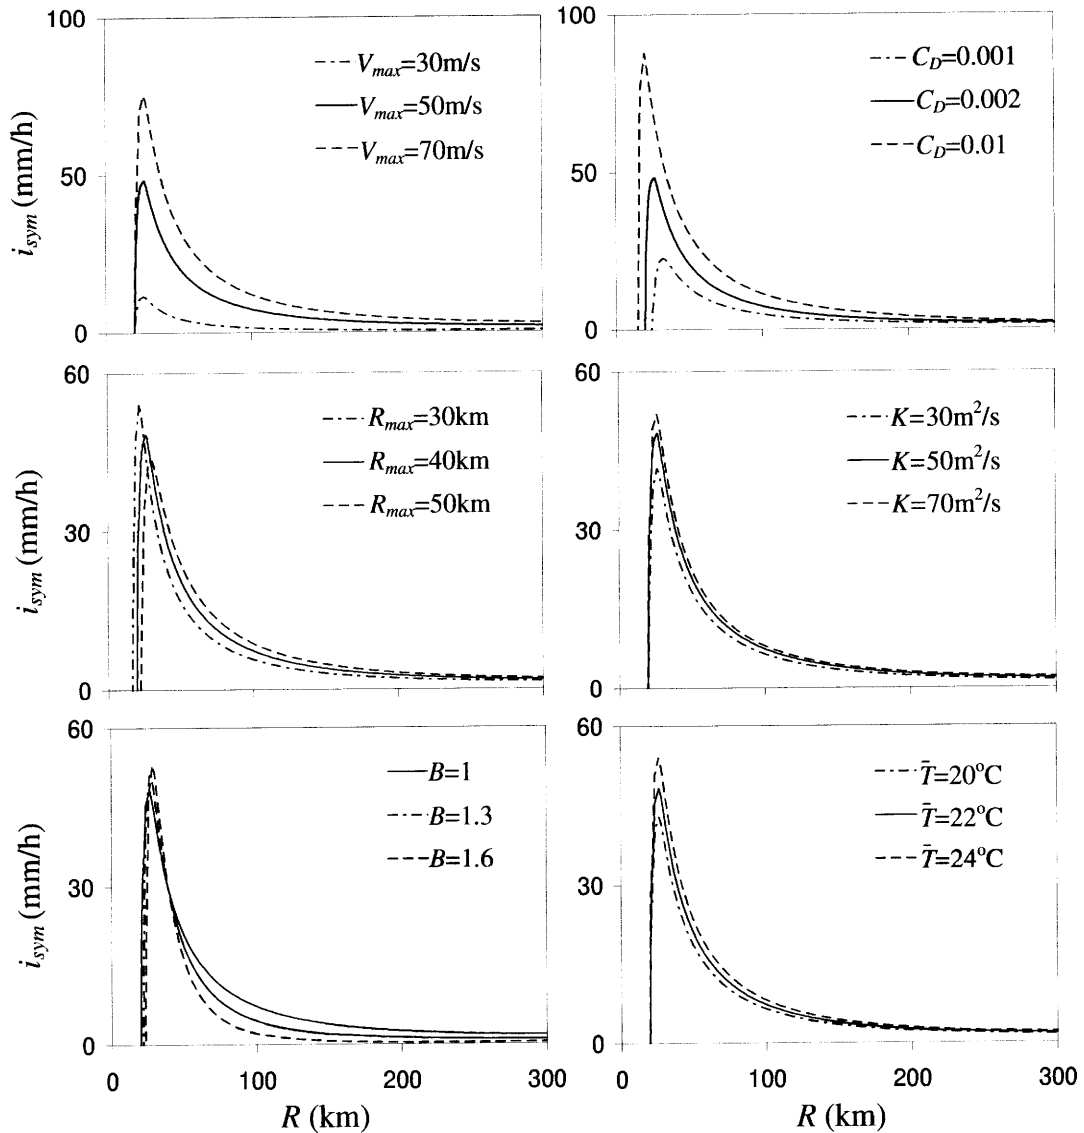 100
50
0
i_sym (mm/h)
V_max=30m/s
V_max=50m/s
V_max=70m/s
100
50
0
C_D=0.001
C_D=0.002
C_D=0.01
60
30
0
i_sym (mm/h)
R_max=30km
R_max=40km
R_max=50km
60
30
0
K=30m²/s
K=50m²/s
K=70m²/s
60
30
0
i_sym (mm/h)
B=1
B=1.3
B=1.6
0 100 200 300
R (km)
60
30
0
T̄=20°C
T̄=22°C
T̄=24°C
0 100 200 300
R (km)